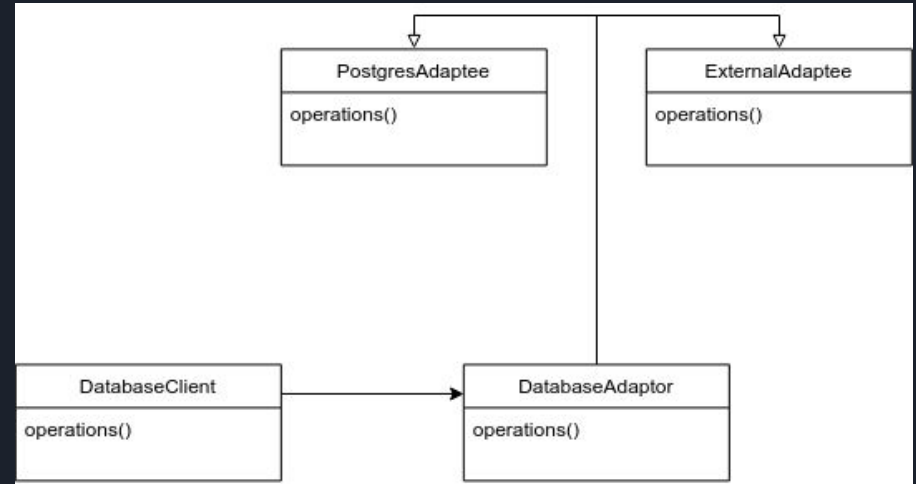 PostgresAdaptee
operations()
ExternalAdaptee
operations()
DatabaseClient
operations()
DatabaseAdaptor
operations()